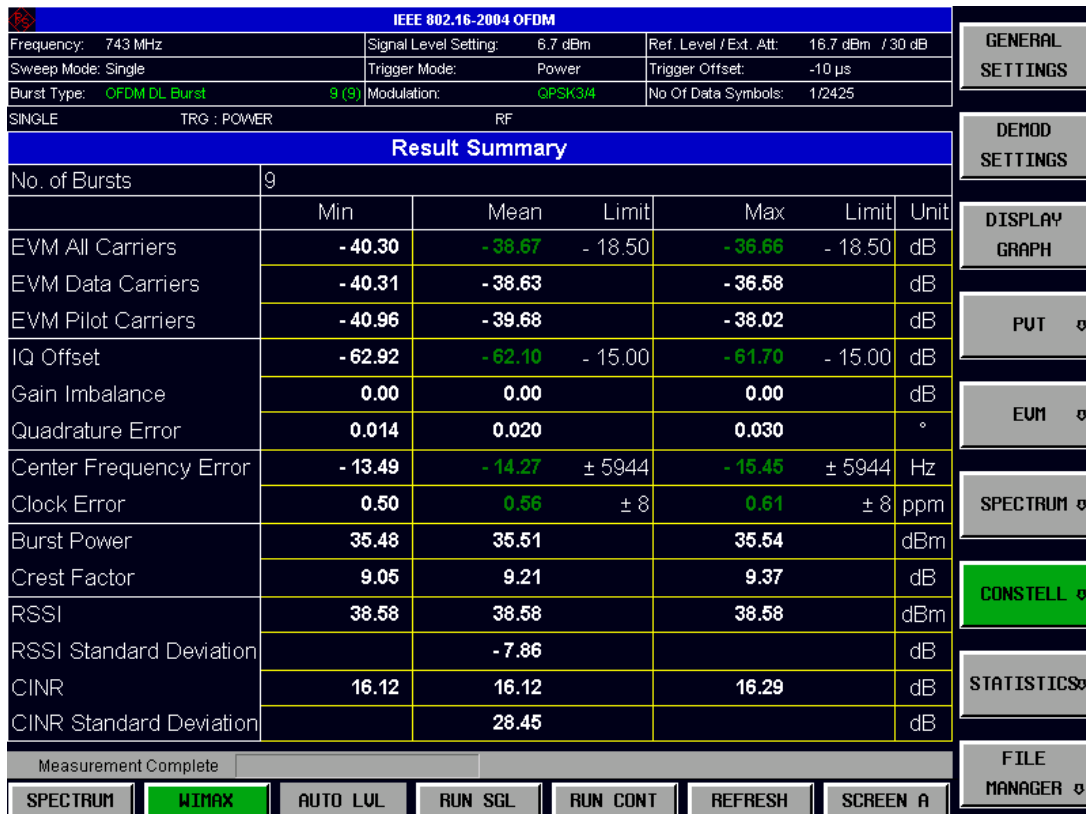 IEEE 802.16-2004 OFDM
Frequency: 743 MHz Signal Level Setting: 6.7 dBm Ref. Level / Ext. Att: 16.7 dBm / 30 dB
Sweep Mode: Single Trigger Mode: Power Trigger Offset: -10 µs
Burst Type: OFDM DL Burst 9 (9) Modulation: QPSK3/4 No Of Data Symbols: 1/2425
SINGLE TRG : POWER RF
Result Summary
No. of Bursts 9
Min Mean Limit Max Limit Unit
EVM All Carriers - 40.30 - 38.67 - 18.50 - 36.66 - 18.50 dB
EVM Data Carriers - 40.31 - 38.63 - 36.58 dB
EVM Pilot Carriers - 40.96 - 39.68 - 38.02 dB
IQ Offset - 62.92 - 62.10 - 15.00 - 61.70 - 15.00 dB
Gain Imbalance 0.00 0.00 0.00 dB
Quadrature Error 0.014 0.020 0.030 °
Center Frequency Error - 13.49 - 14.27 ± 5944 - 15.45 ± 5944 Hz
Clock Error 0.50 0.56 ± 8 0.61 ± 8 ppm
Burst Power 35.48 35.51 35.54 dBm
Crest Factor 9.05 9.21 9.37 dB
RSSI 38.58 38.58 38.58 dBm
RSSI Standard Deviation - 7.86 dB
CINR 16.12 16.12 16.29 dB
CINR Standard Deviation 28.45 dB
Measurement Complete
SPECTRUM WIMAX AUTO LVL RUN SGL RUN CONT REFRESH SCREEN A
GENERAL
SETTINGS
DEMOD
SETTINGS
DISPLAY
GRAPH
PVT
EVM
SPECTRUM
CONSTELL
STATISTICS
FILE
MANAGER